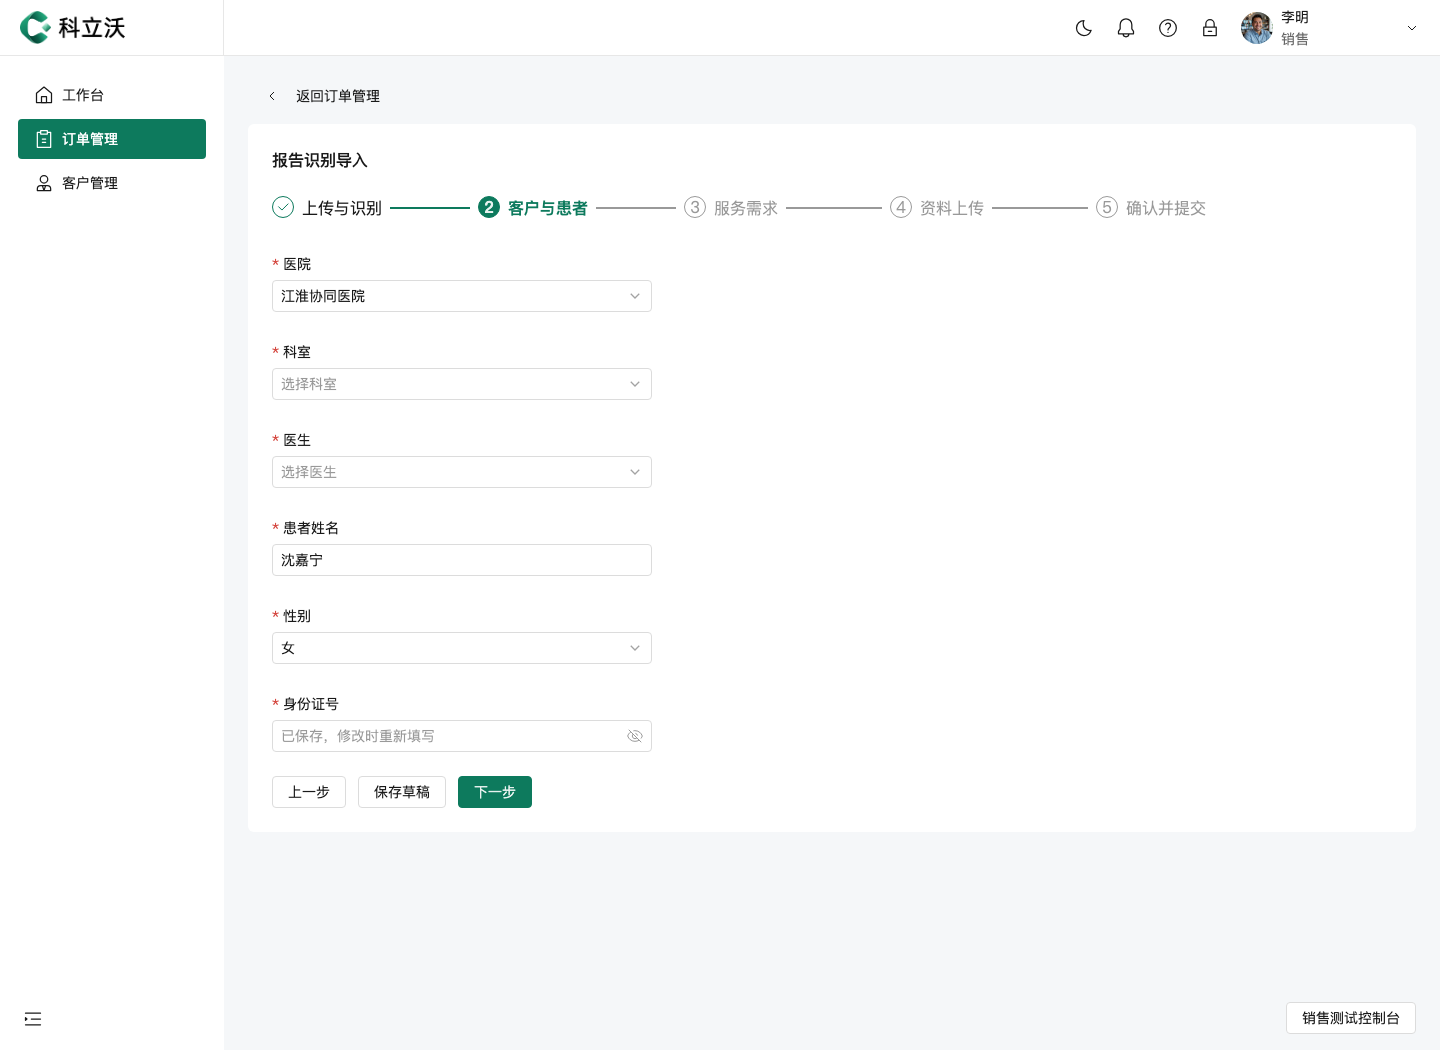 科立沃
李明
销售
工作台
订单管理
客户管理
返回订单管理
报告识别导入
上传与识别
2 客户与患者
3 服务需求
4 资料上传
5 确认并提交
* 医院
江淮协同医院
* 科室
选择科室
* 医生
选择医生
* 患者姓名
沈嘉宁
* 性别
女
* 身份证号
已保存，修改时重新填写
上一步 保存草稿 下一步
销售测试控制台